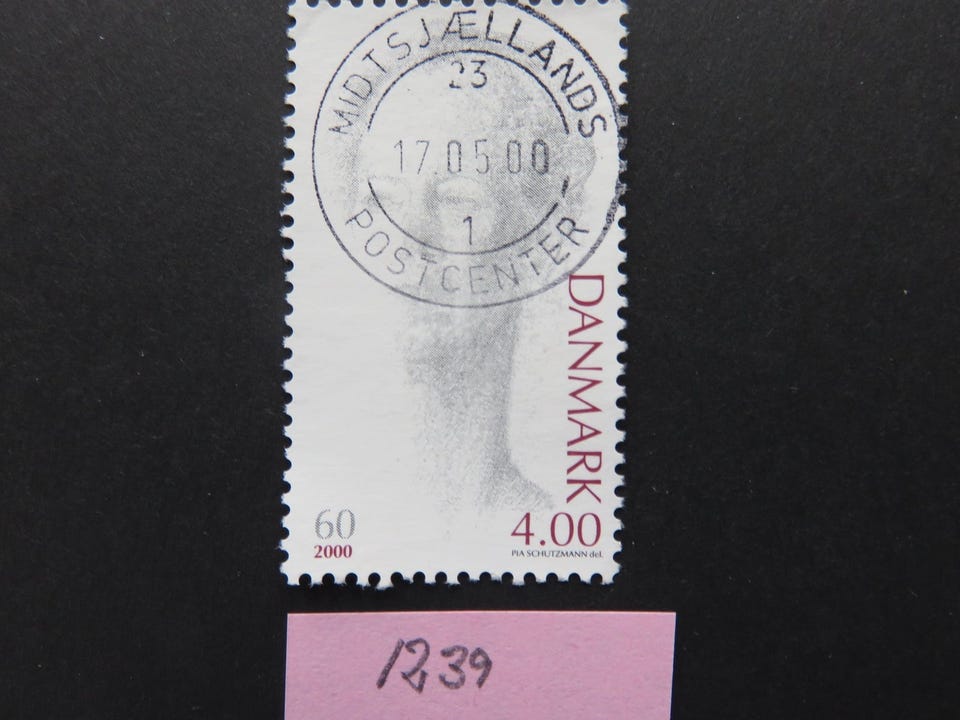 MIDTSJÆLLANDS
23
17.05.00
1
POSTCENTER
DANMARK
60
2000
4.00
PIA SCHUTZMANN del.
1239